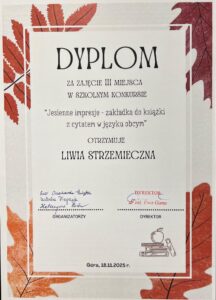 DYPLOM
ZA ZAJĘCIE III MIEJSCA
W SZKOLNYM KONKURSIE
"Jesienne impresje - zakładka do książki
z cytatem w języku obcym"
OTRZYMUJE
LIWIA STRZEMIECZNA
DYREKTOR
ORGANIZATORZY
DYREKTOR
Góra, 18.11.2025 r.